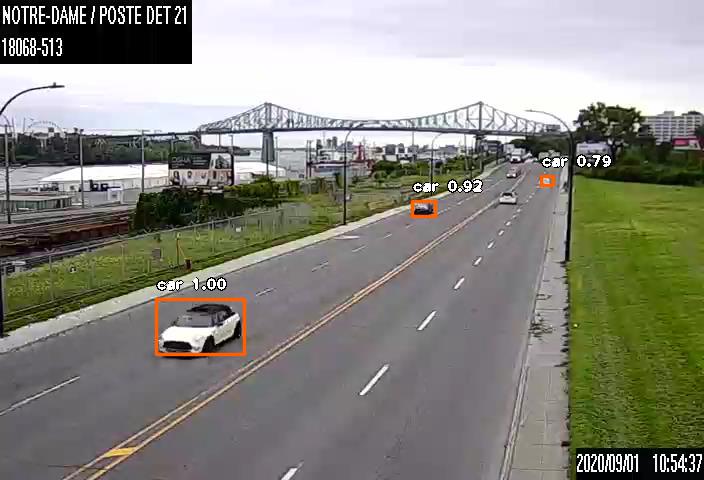 NOTRE-DAME / POSTE DET 21
18068-513
car 0.79
car 0.92
car 1.00
2020/09/01 10:54:37